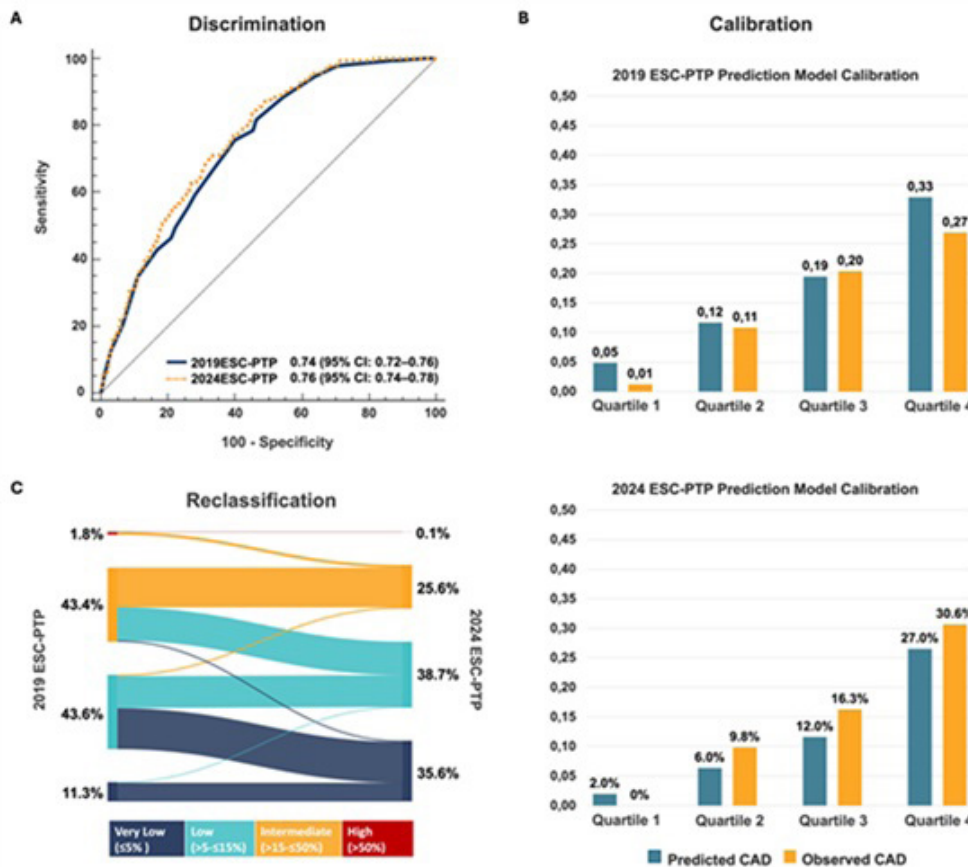 A
Discrimination
Sensitivity
100
80
60
40
20
0
0 20 40 60 80 100
100 - Specificity
2019ESC-PTP 0.74 (95% CI: 0.72–0.76)
2024ESC-PTP 0.76 (95% CI: 0.74–0.78)
B
Calibration
2019 ESC-PTP Prediction Model Calibration
0,50
0,45
0,40
0,35
0,30
0,25
0,20
0,15
0,10
0,05
0,00
0,05 0,01 0,12 0,11 0,19 0,20 0,33 0,27
Quartile 1 Quartile 2 Quartile 3 Quartile 4
C
Reclassification
2019 ESC-PTP
1.8%
43.4%
43.6%
11.3%
0.1%
25.6%
38.7%
35.6%
2024 ESC-PTP
Very Low Low Intermediate High
(≤5% ) (>5-≤15%) (>15-≤50%) (>50%)
2024 ESC-PTP Prediction Model Calibration
0,50
0,45
0,40
0,35
0,30
0,25
0,20
0,15
0,10
0,05
0,00
2.0% 0% 6.0% 9.8% 12.0% 16.3% 27.0% 30.6%
Quartile 1 Quartile 2 Quartile 3 Quartile 4
Predicted CAD Observed CAD